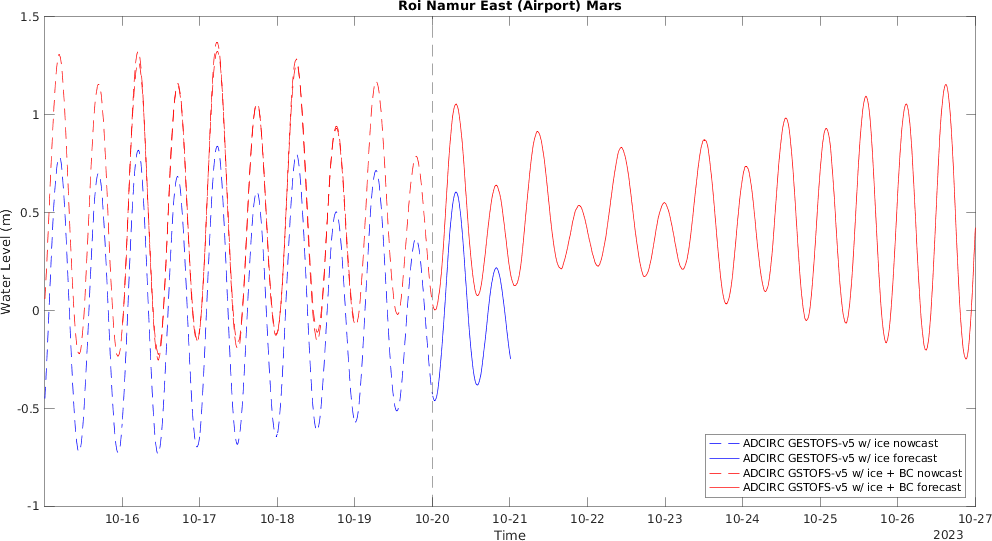 Roi Namur East (Airport) Mars
1.5
1
0.5
0
-0.5
-1
Water Level (m)
ADCIRC GESTOFS-v5 w/ ice nowcast
ADCIRC GESTOFS-v5 w/ ice forecast
ADCIRC GSTOFS-v5 w/ ice + BC nowcast
ADCIRC GSTOFS-v5 w/ ice + BC forecast
10-16 10-17 10-18 10-19 10-20 10-21 10-22 10-23 10-24 10-25 10-26 10-27
Time
2023